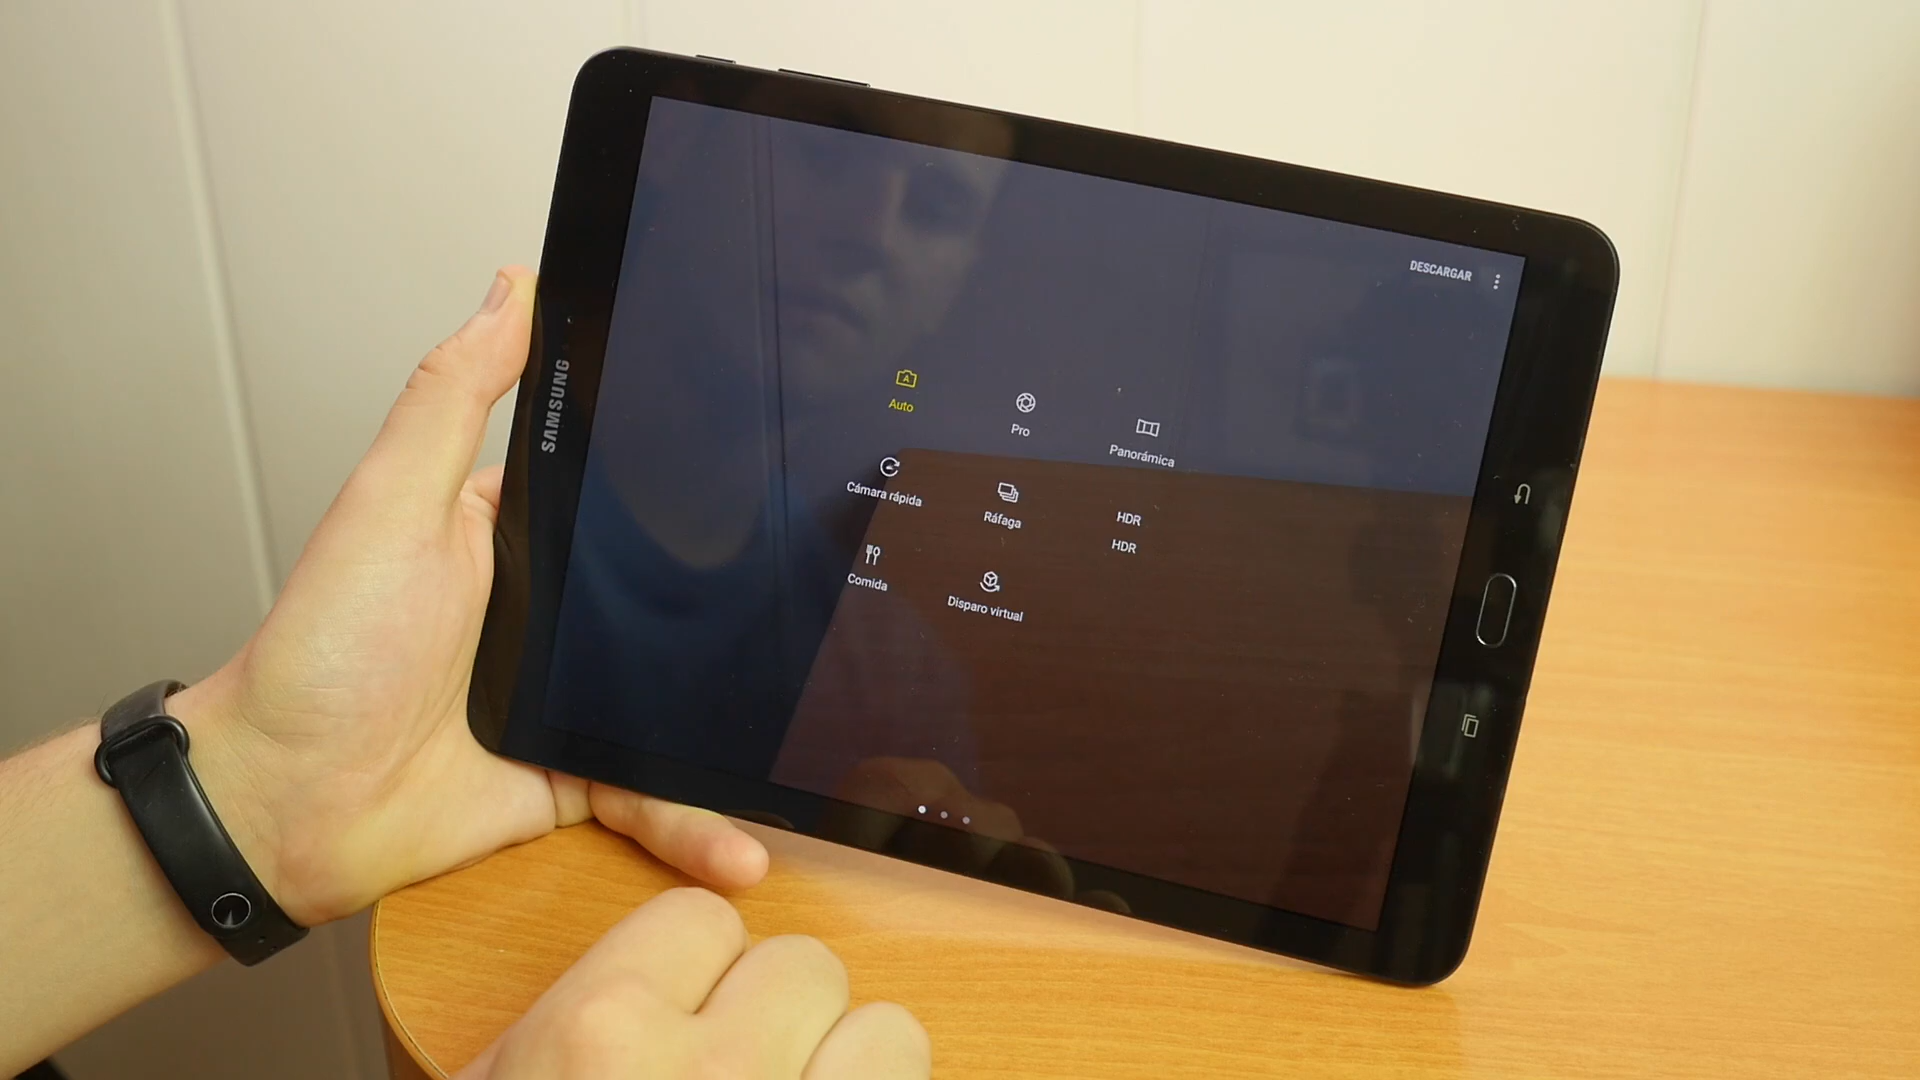 SAMSUNG
DESCARGAR
A
Auto
Pro
Panorámica
Cámara rápida
Ráfaga
HDR
HDR
Comida
Disparo virtual